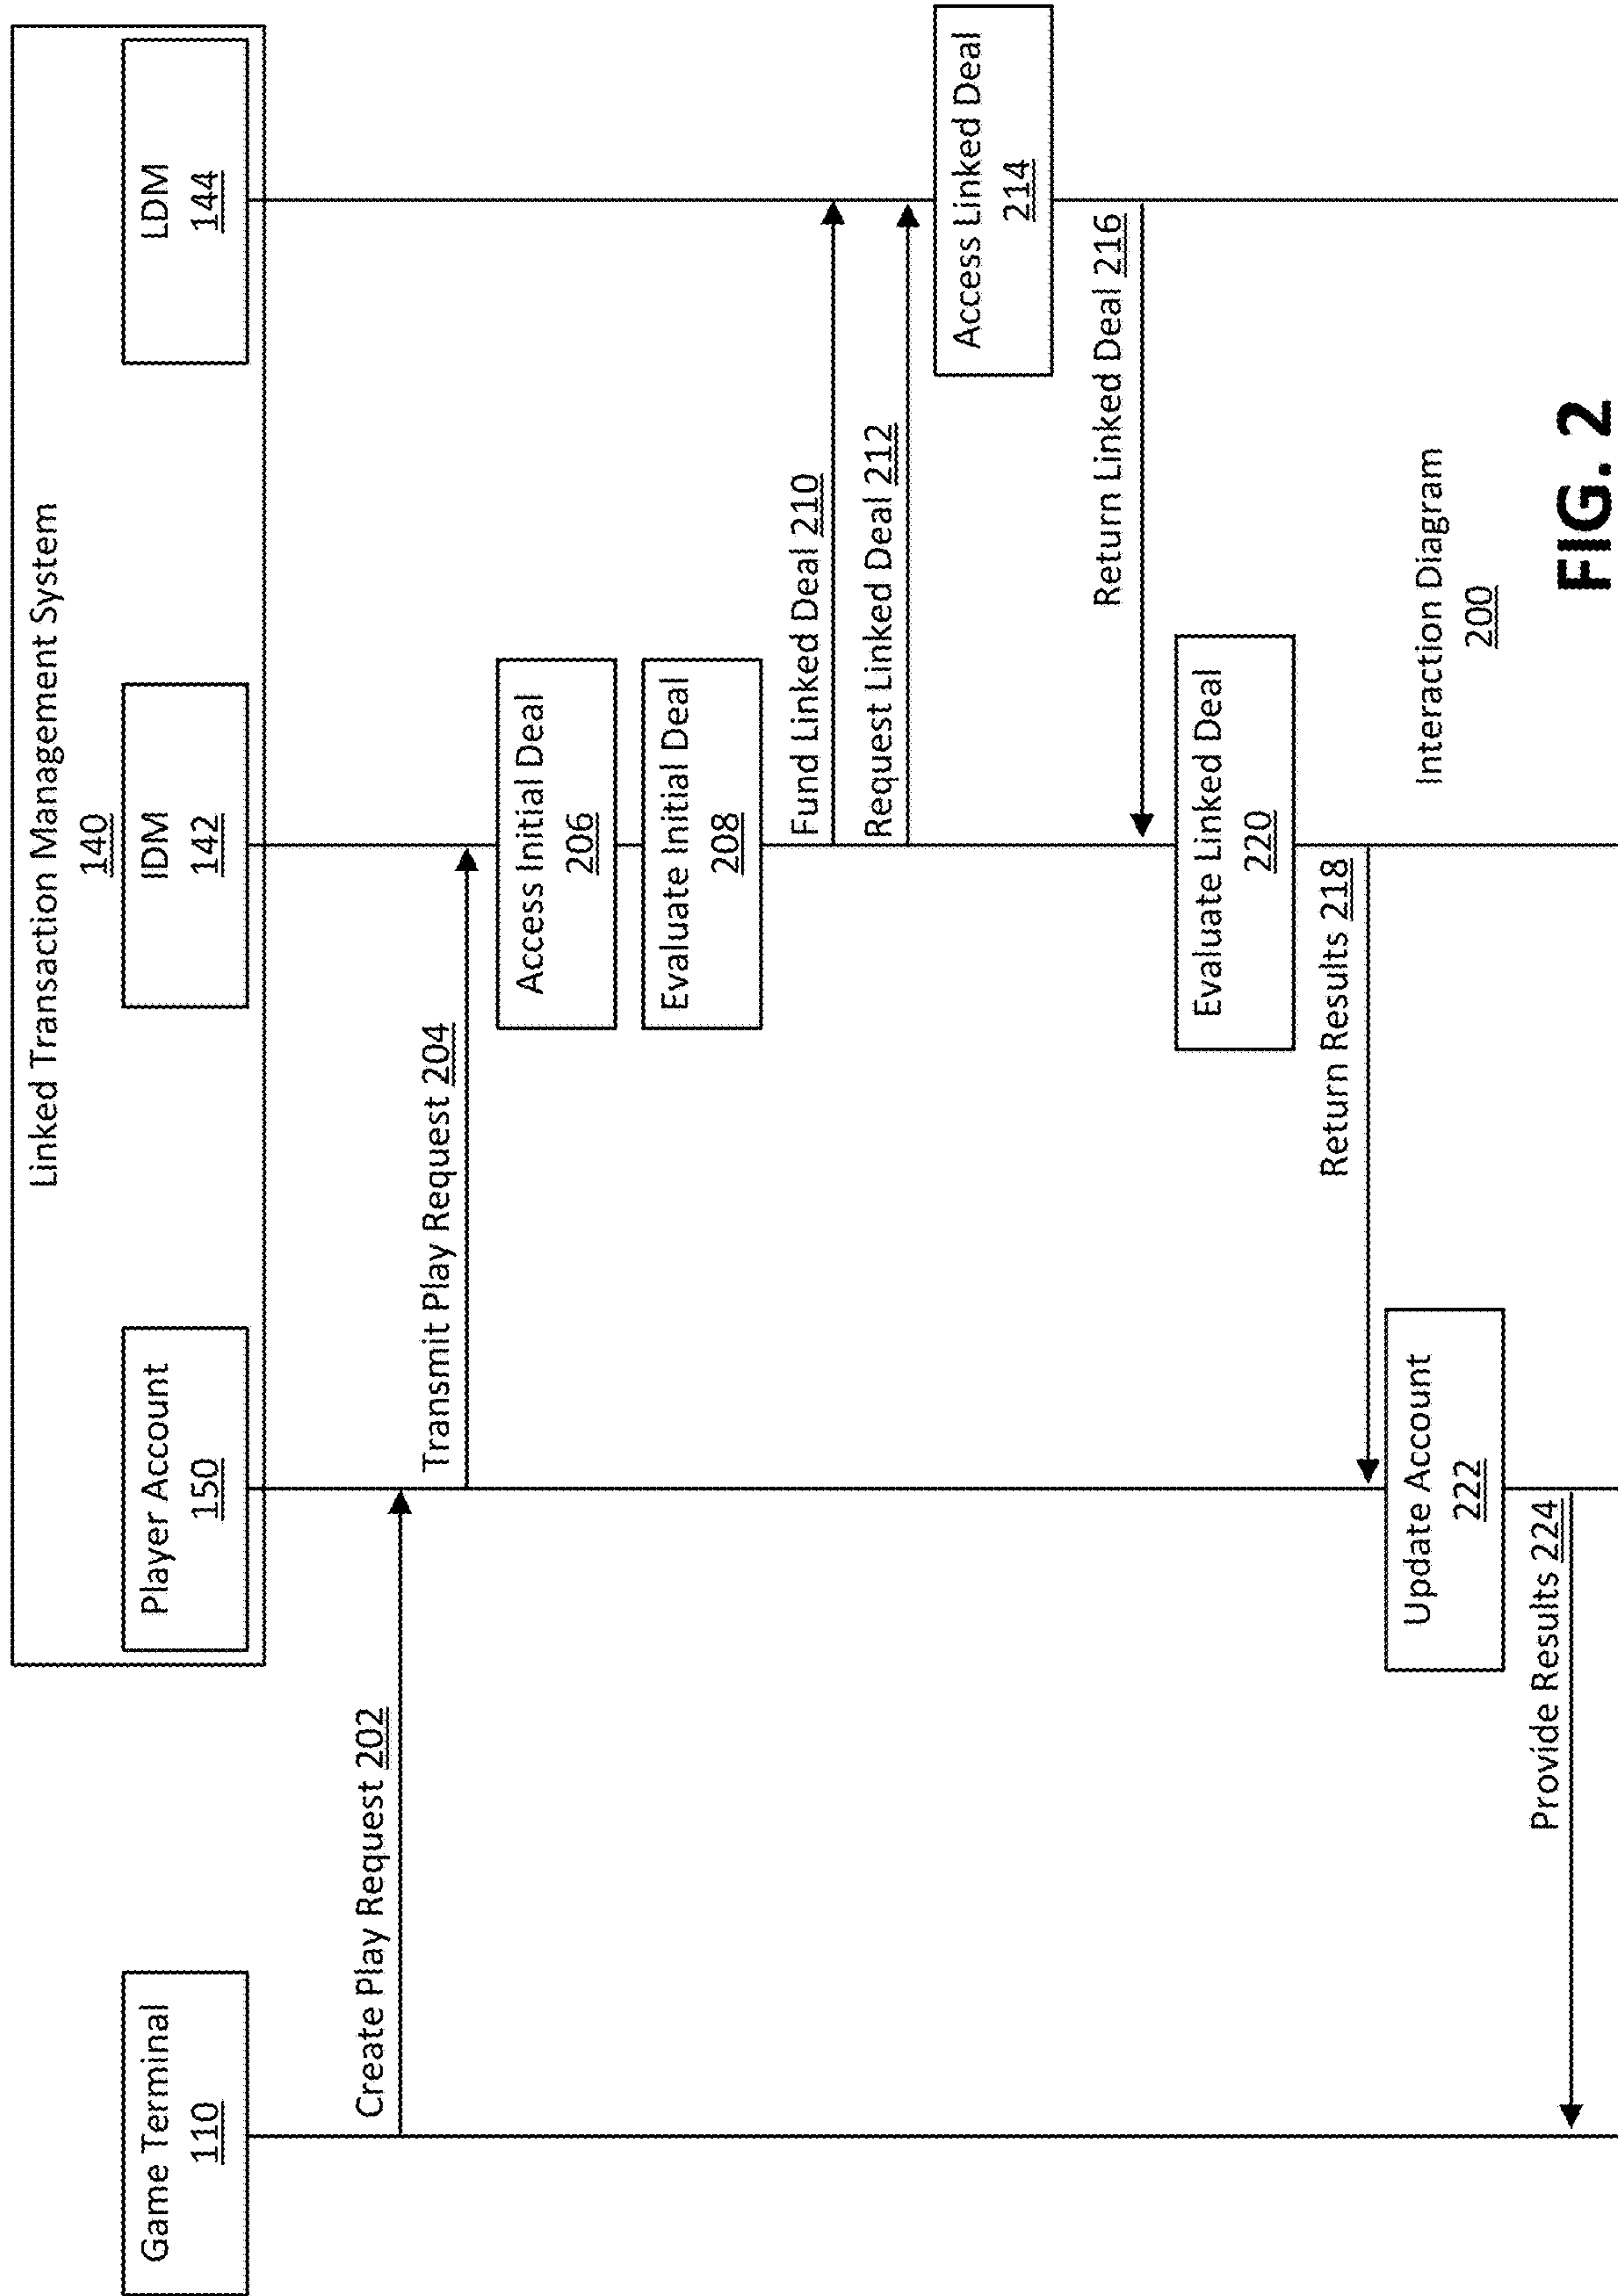 Linked Transaction Management System
140
Game Terminal
110
Player Account
150
IDM
142
LDM
144
Create Play Request 202
Transmit Play Request 204
Access Initial Deal
206
Evaluate Initial Deal
208
Fund Linked Deal 210
Request Linked Deal 212
Access Linked Deal
214
Return Linked Deal 216
Evaluate Linked Deal
220
Return Results 218
Update Account
222
Provide Results 224
Interaction Diagram
200
FIG. 2